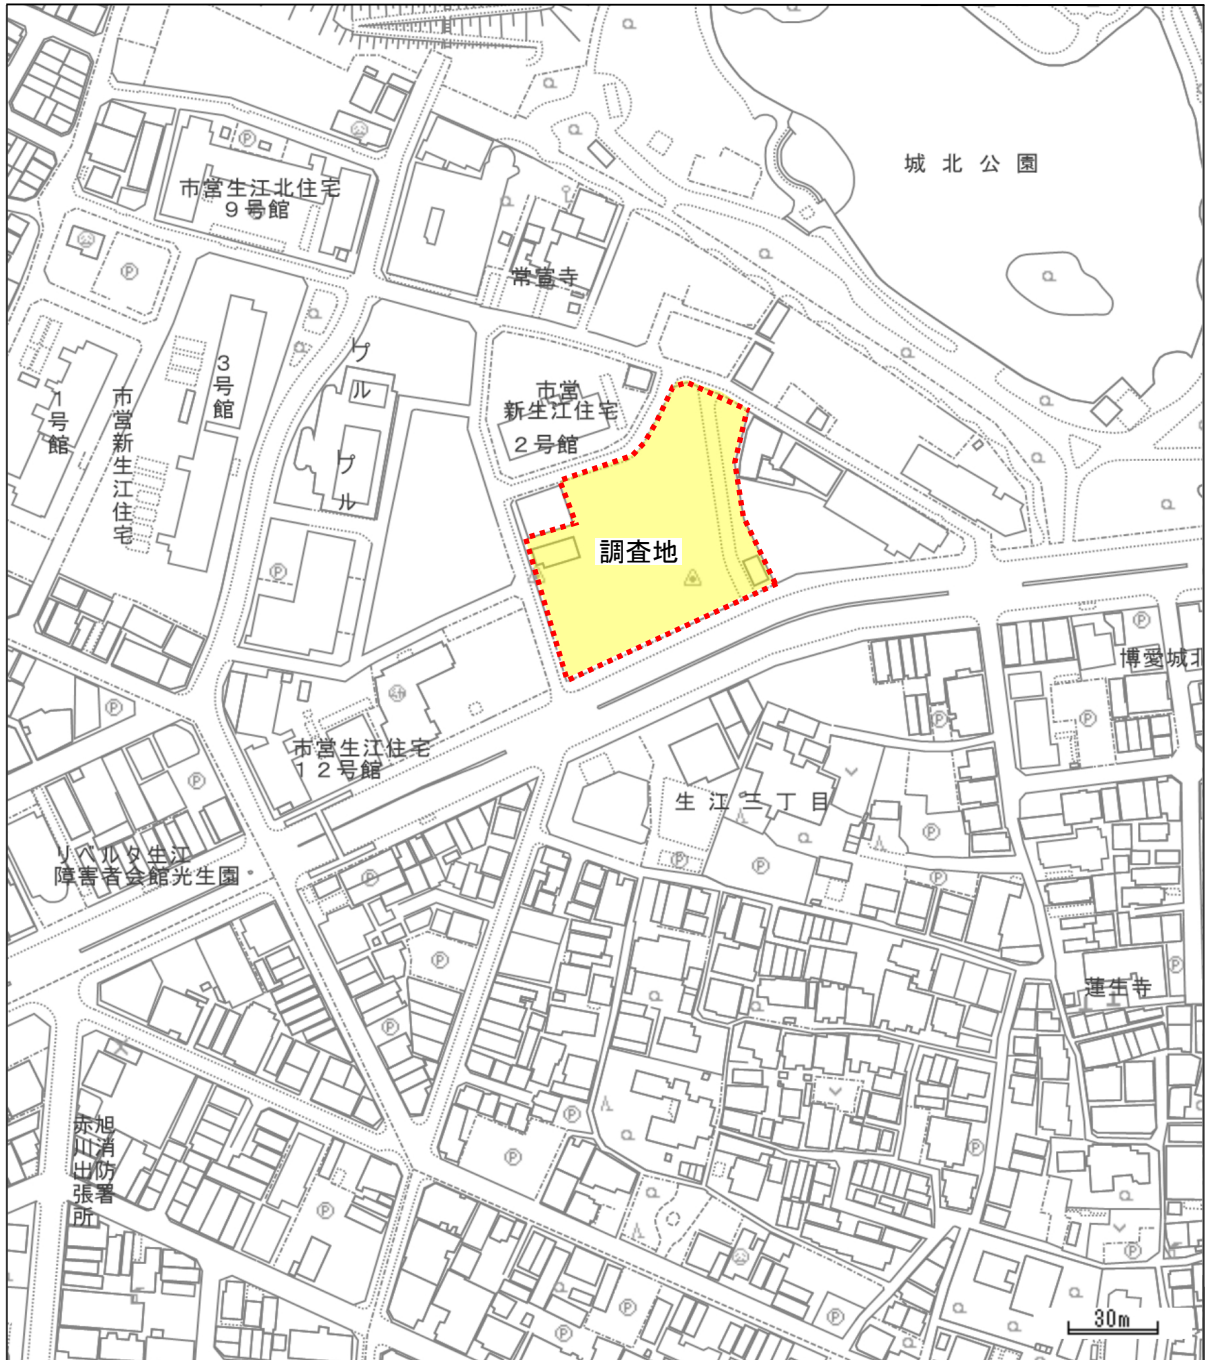 城北公園
市営生江北住宅
9号館
常宣寺
プール
3号館
1号館
市営新生江住宅
市営
新生江住宅
2号館
プール
調査地
博愛城北
市営生江住宅
12号館
生江三丁目
リベルタ生江
障害者会館光生園
蓮生寺
旭消防署
赤川出張所
30m